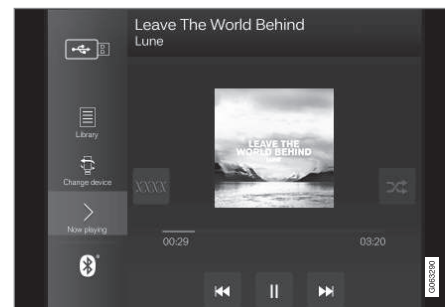 Leave The World Behind
Lune
Library
Change device
Now playing
LEAVE THE
WORLD BEHIND
XXXX
00:29
03:20
G063290